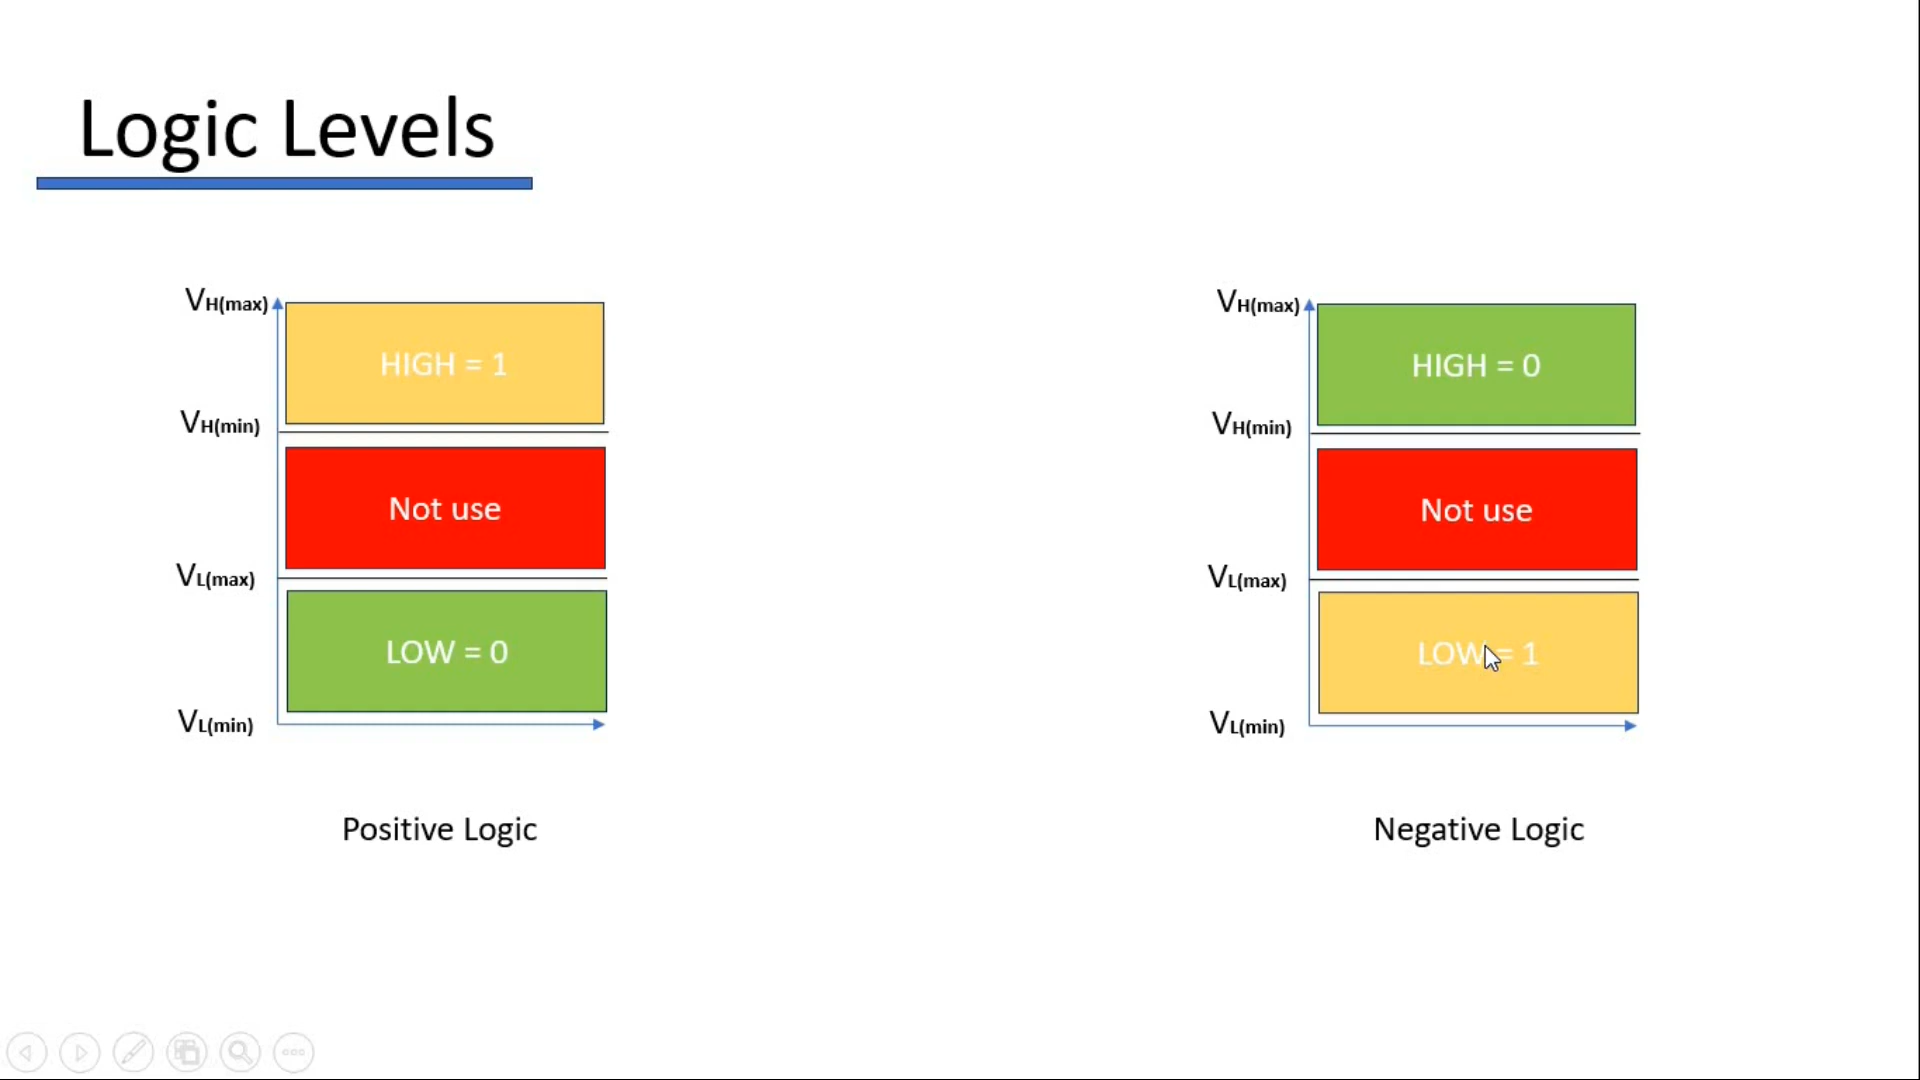 Logic Levels
VH(max)
HIGH = 1
VH(min)
Not use
VL(max)
LOW = 0
VL(min)
Positive Logic
VH(max)
HIGH = 0
VH(min)
Not use
VL(max)
LOW = 1
VL(min)
Negative Logic